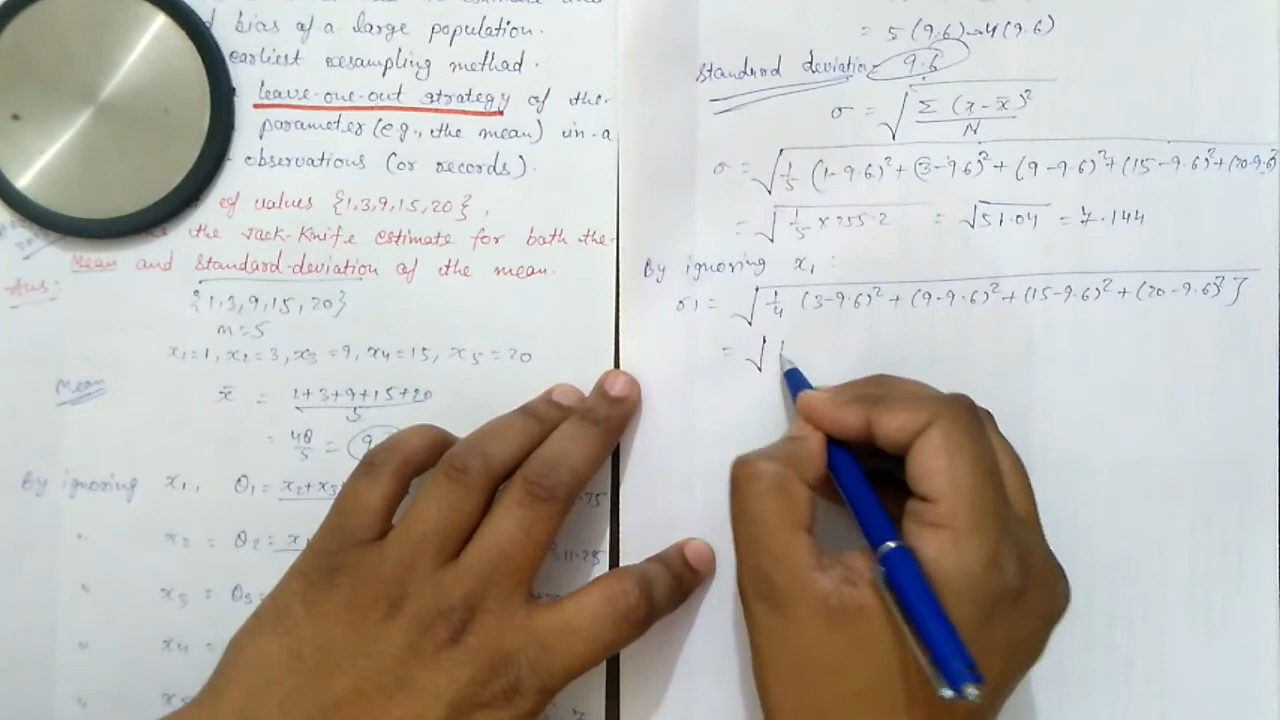 bias of a large population.
earliest resampling method.
leave-one-out strategy of the
parameter (e.g., the mean) in a
observations (or records).
of values {1,3,9,15,20},
the Jack-Knife estimate for both the
Mean and Standard deviation of the mean.
Ans:
{1,3,9,15,20}
n=5
x₁=1, x₂=3, x₃=9, x₄=15, x₅=20
Mean
x̄ = 1+3+9+15+20
5
= 48
5 = 9
By ignoring x₁, θ₁ = x₂+x₃ .75
" x₂ = θ₂ = x₁ 11.25
" x₃ = θ₃ =
" x₄ =
"
= 5(9.6)-4(9.6)
Standard deviation = 9.6
σ = √Σ(x-x̄)²
N
σ = √1/5 (1-9.6)²+(3-9.6)²+(9-9.6)²+(15-9.6)²+(20-9.6)²
= √1/5×255.2 = √51.04 = 7.144
By ignoring x₁ :
σ₁ = √1/4 (3-9.6)²+(9-9.6)²+(15-9.6)²+(20-9.6)²}
= √